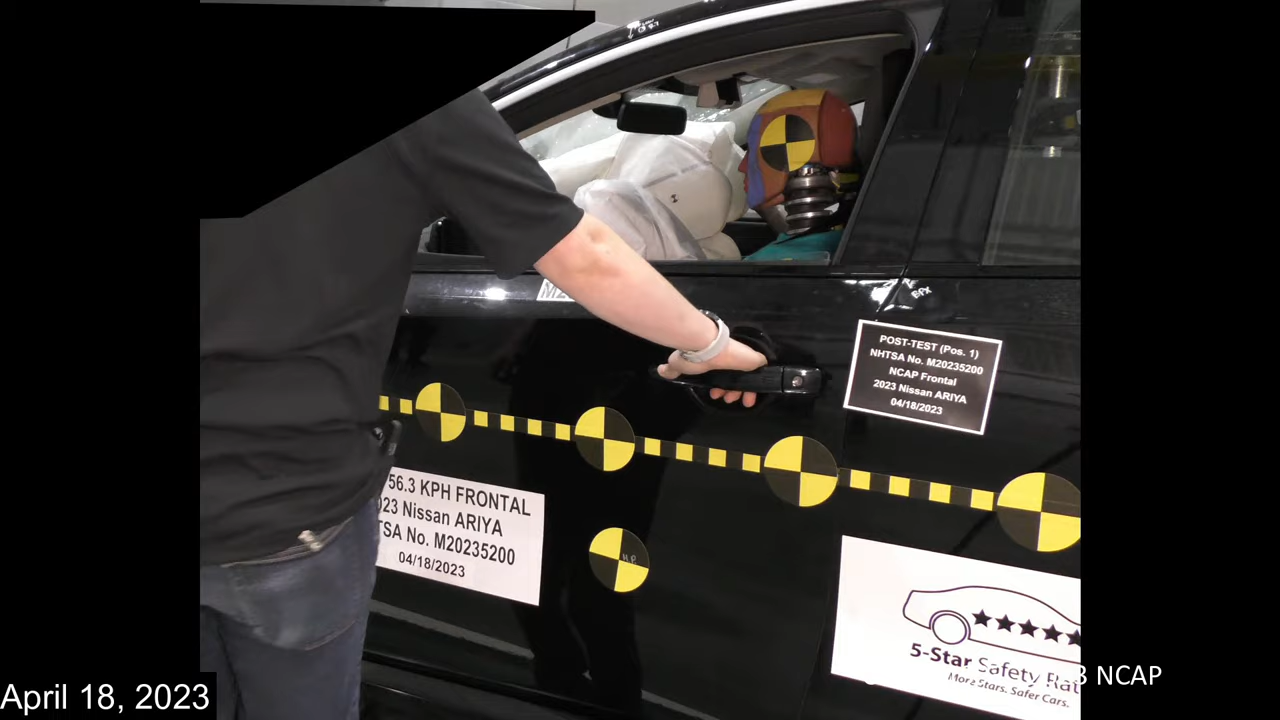 POST-TEST (Pos. 1)
NHTSA No. M20235200
NCAP Frontal
2023 Nissan ARIYA
04/18/2023
56.3 KPH FRONTAL
023 Nissan ARIYA
TSA No. M20235200
04/18/2023
5-Star Safety Rat
More Stars. Safer Cars.
3 NCAP
April 18, 2023